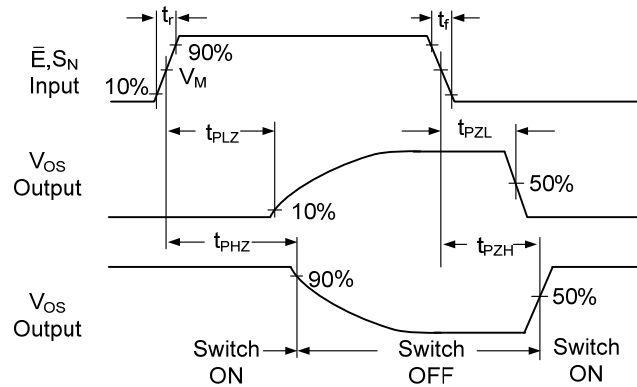 tr
tf
Ē,SN
Input
90%
VM
10%
tPLZ
tPZL
VOS
Output
50%
10%
tPHZ
tPZH
90%
VOS
Output
50%
Switch
ON
Switch
OFF
Switch
ON